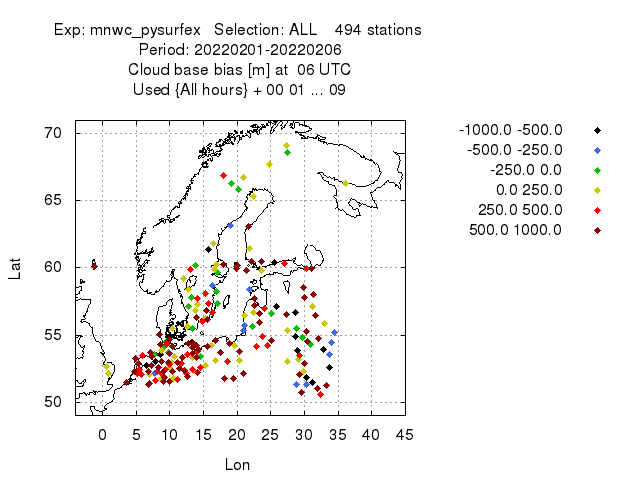 Exp: mnwc_pysurfex   Selection: ALL    494 stations
Period: 20220201-20220206
Cloud base bias [m] at  06 UTC
Used {All hours} + 00 01 ... 09
-1000.0 -500.0
-500.0 -250.0
-250.0 0.0
0.0 250.0
250.0 500.0
500.0 1000.0
70
65
60
55
50
Lat
0 5 10 15 20 25 30 35 40 45
Lon